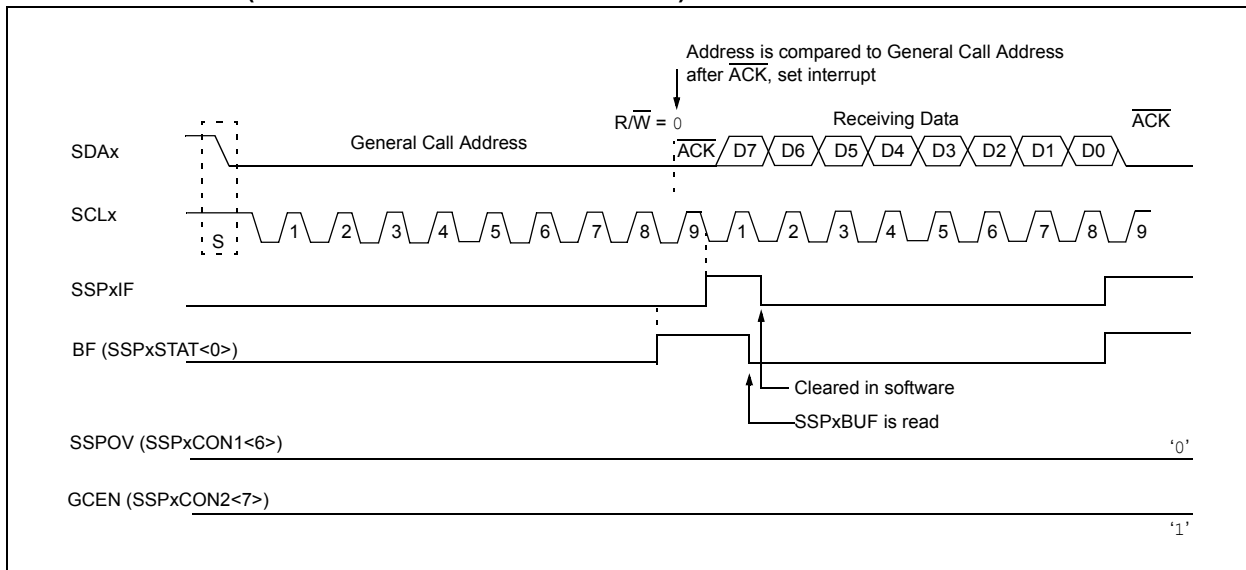 Address is compared to General Call Address
after ACK, set interrupt
R/W = 0
Receiving Data
ACK
SDAx
General Call Address
ACK D7 D6 D5 D4 D3 D2 D1 D0
SCLx
S
1 2 3 4 5 6 7 8 9 1 2 3 4 5 6 7 8 9
SSPxIF
BF (SSPxSTAT<0>)
Cleared in software
SSPxBUF is read
SSPOV (SSPxCON1<6>)
‘0’
GCEN (SSPxCON2<7>)
‘1’